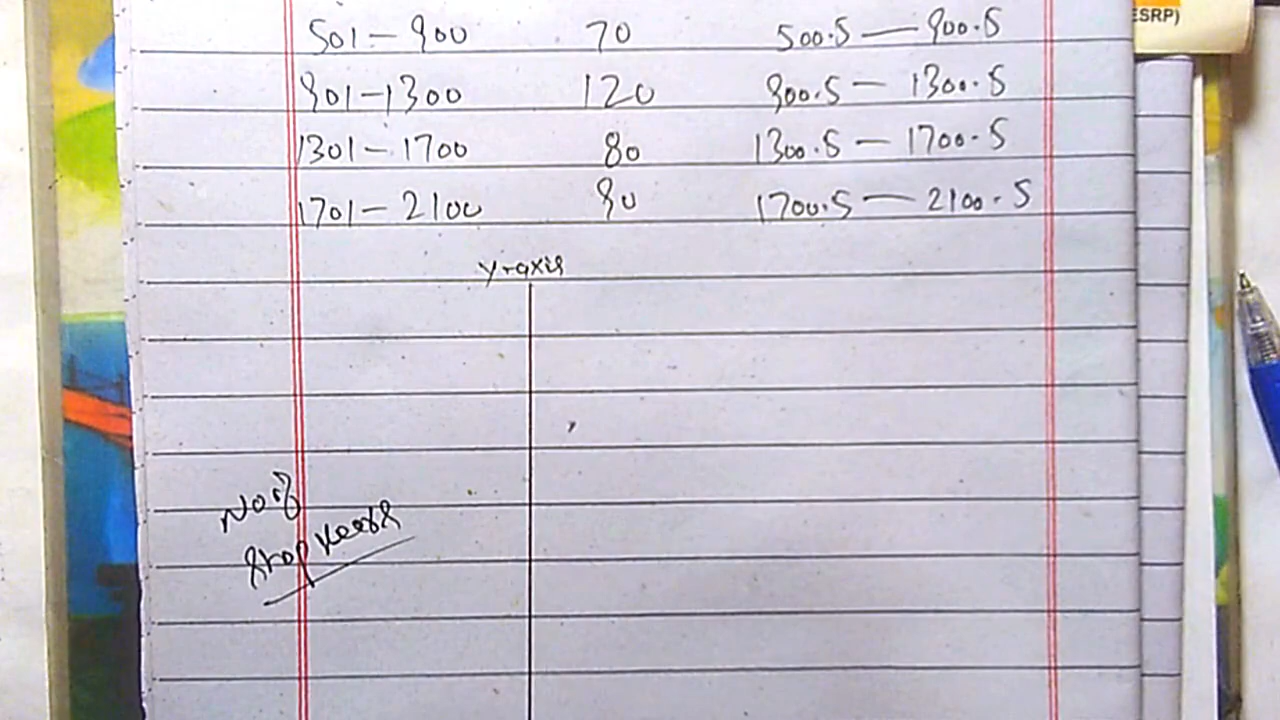 ESRP)
501 - 900 70 500.5 — 900.5
901 - 1300 120 900.5 — 1300.5
1301 - 1700 80 1300.5 — 1700.5
1701 - 2100 90 1700.5 — 2100.5
y-axis
No of
Shopkeeper